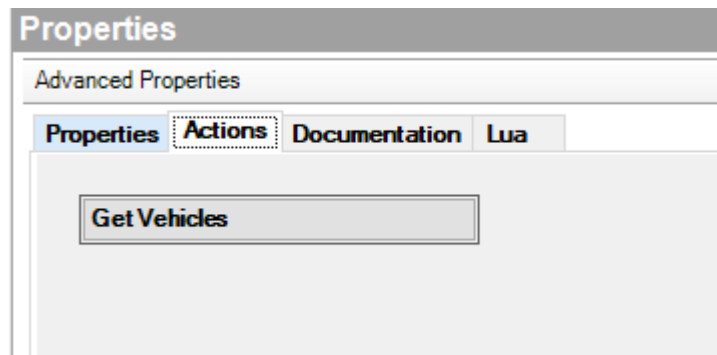 Properties
Advanced Properties
Properties Actions Documentation Lua
Get Vehicles